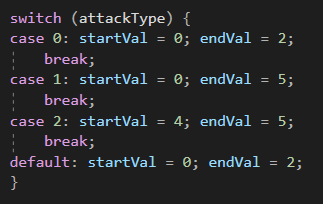 switch (attackType) {
case 0: startVal = 0; endVal = 2;
    break;
case 1: startVal = 0; endVal = 5;
    break;
case 2: startVal = 4; endVal = 5;
    break;
default: startVal = 0; endVal = 2;
}